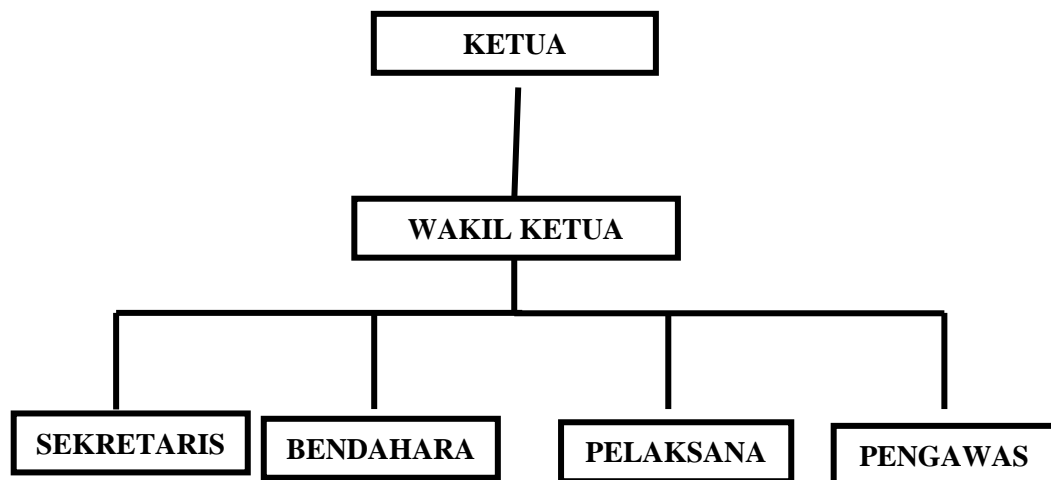 KETUA
WAKIL KETUA
SEKRETARIS
BENDAHARA
PELAKSANA
PENGAWAS